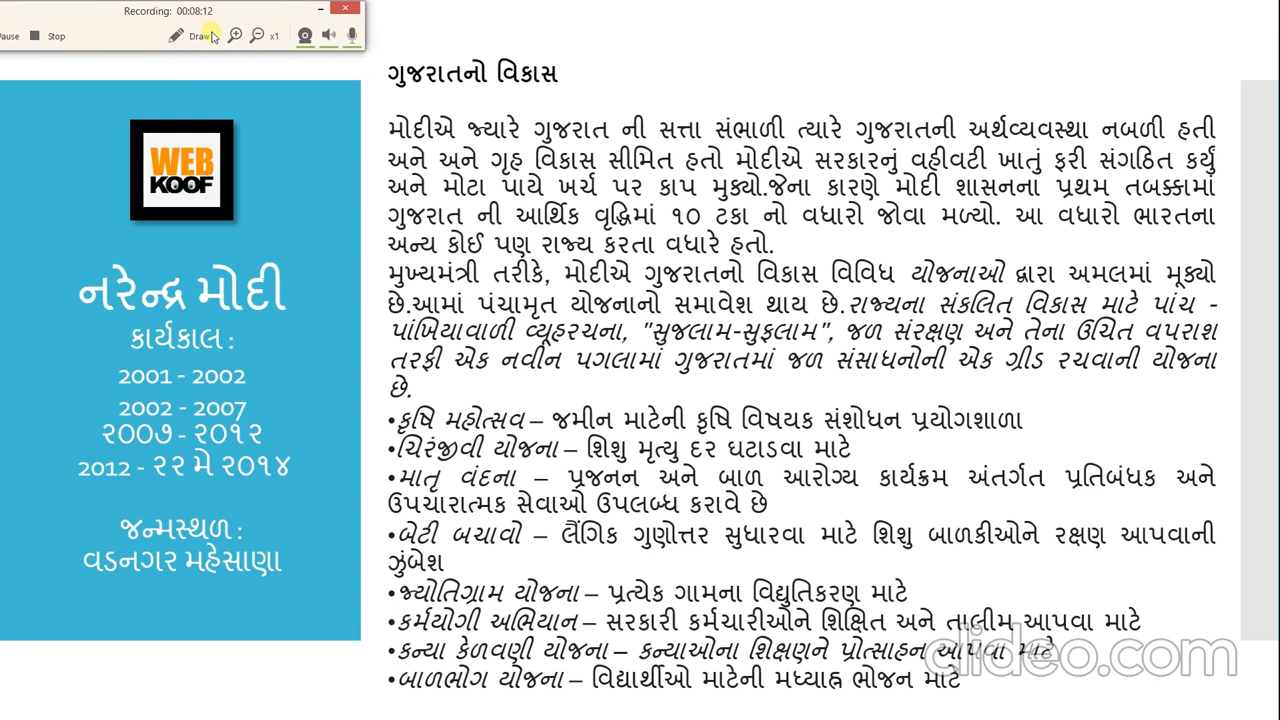 Recording: 00:08:12
Pause Stop Draw x1
WEB
KOOF
નરેન્દ્ર મોદી
કાર્યકાલ :
2001 - 2002
2002 - 2007
૨૦૦૭ - ૨૦૧૨
2012 - ૨૨ મે ૨૦૧૪
જન્મસ્થળ :
વડનગર મહેસાણા
ગુજરાતનો વિકાસ
મોદીએ જ્યારે ગુજરાત ની સત્તા સંભાળી ત્યારે ગુજરાતની અર્થવ્યવસ્થા નબળી હતી
અને અને ગૃહ વિકાસ સીમિત હતો મોદીએ સરકારનું વહીવટી ખાતું ફરી સંગઠિત કર્યું
અને મોટા પાયે ખર્ચ પર કાપ મુક્યો.જેના કારણે મોદી શાસનના પ્રથમ તબક્કામાં
ગુજરાત ની આર્થિક વૃદ્ધિમાં ૧૦ ટકા નો વધારો જોવા મળ્યો. આ વધારો ભારતના
અન્ય કોઈ પણ રાજ્ય કરતા વધારે હતો.
મુખ્યમંત્રી તરીકે, મોદીએ ગુજરાતનો વિકાસ વિવિધ યોજનાઓ દ્વારા અમલમાં મૂક્યો
છે.આમાં પંચામૃત યોજનાનો સમાવેશ થાય છે.રાજ્યના સંકલિત વિકાસ માટે પાંચ -
પાંખિયાવાળી વ્યૂહરચના, "સુજલામ-સુફલામ", જળ સંરક્ષણ અને તેના ઉચિત વપરાશ
તરફી એક નવીન પગલામાં ગુજરાતમાં જળ સંસાધનોની એક ગ્રીડ રચવાની યોજના
છે.
•કૃષિ મહોત્સવ – જમીન માટેની કૃષિ વિષયક સંશોધન પ્રયોગશાળા
•ચિરંજીવી યોજના – શિશુ મૃત્યુ દર ઘટાડવા માટે
•માતૃ વંદના – પ્રજનન અને બાળ આરોગ્ય કાર્યક્રમ અંતર્ગત પ્રતિબંધક અને
ઉપચારાત્મક સેવાઓ ઉપલબ્ધ કરાવે છે
•બેટી બચાવો – લૈંગિક ગુણોત્તર સુધારવા માટે શિશુ બાળકીઓને રક્ષણ આપવાની
ઝુંબેશ
•જ્યોતિગ્રામ યોજના – પ્રત્યેક ગામના વિદ્યુતિકરણ માટે
•કર્મયોગી અભિયાન – સરકારી કર્મચારીઓને શિક્ષિત અને તાલીમ આપવા માટે
•કન્યા કેળવણી યોજના – કન્યાઓના શિક્ષણને પ્રોત્સાહન આપવા માટે
•બાળભોગ યોજના – વિદ્યાર્થીઓ માટેની મધ્યાહ્ન ભોજન માટે
clideo.com